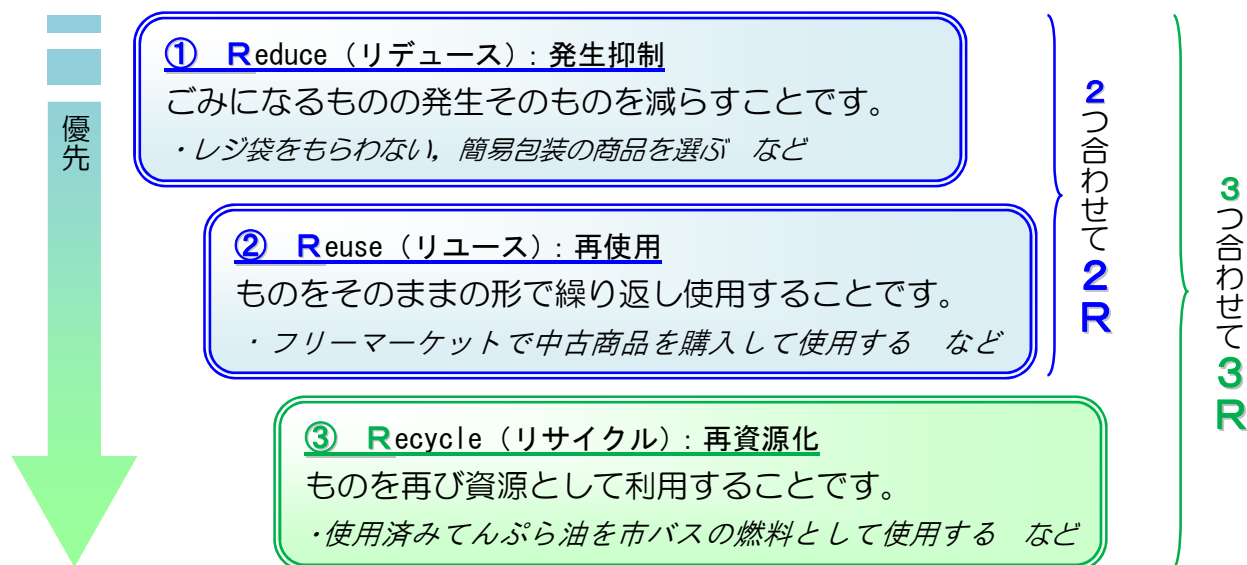 優先
① Reduce（リデュース）：発生抑制
ごみになるものの発生そのものを減らすことです。
・レジ袋をもらわない，簡易包装の商品を選ぶ　など
② Reuse（リユース）：再使用
ものをそのままの形で繰り返し使用することです。
・フリーマーケットで中古商品を購入して使用する　など
③ Recycle（リサイクル）：再資源化
ものを再び資源として利用することです。
・使用済みてんぷら油を市バスの燃料として使用する　など
２つ合わせて２Ｒ
３つ合わせて３Ｒ